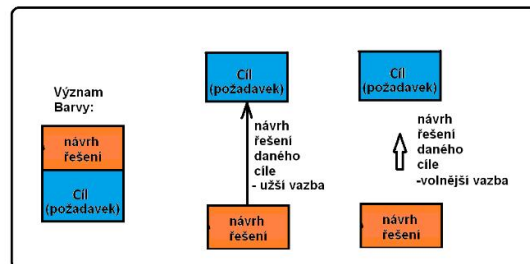 Význam
Barvy:
návrh
řešení
Cíl
(požadavek)
Cíl
(požadavek)
návrh
řešení
daného
cíle
- užší vazba
návrh
řešení
Cíl
(požadavek)
návrh
řešení
daného
cíle
-volnější vazba
návrh
řešení